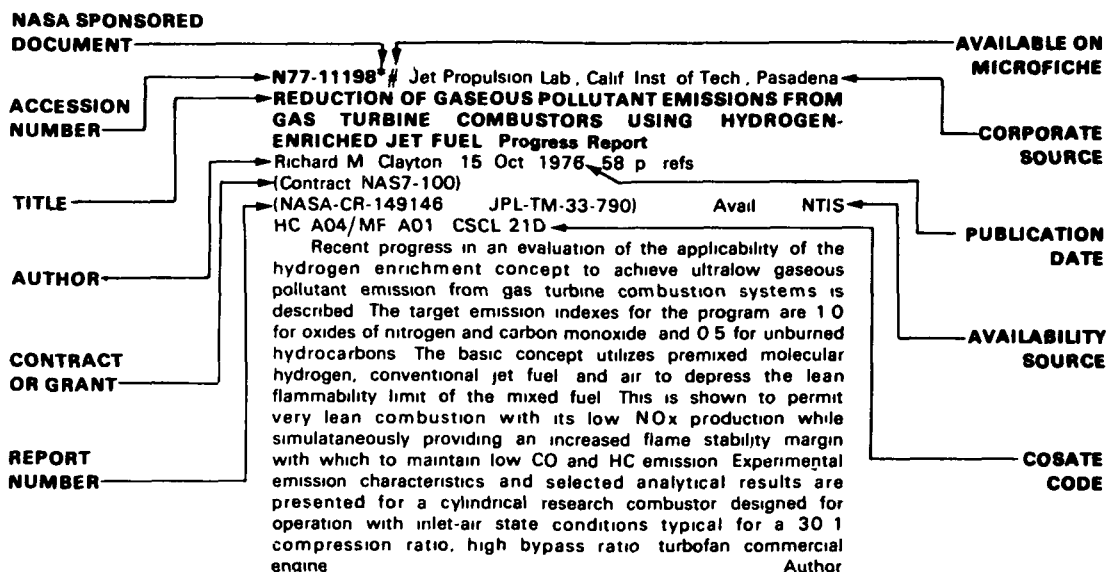 NASA SPONSORED
DOCUMENT
AVAILABLE ON
MICROFICHE
N77-11198*# Jet Propulsion Lab, Calif Inst of Tech, Pasadena
ACCESSION
NUMBER
REDUCTION OF GASEOUS POLLUTANT EMISSIONS FROM
GAS TURBINE COMBUSTORS USING HYDROGEN-
ENRICHED JET FUEL Progress Report
CORPORATE
SOURCE
Richard M Clayton 15 Oct 1976 58 p refs
(Contract NAS7-100)
TITLE
(NASA-CR-149146 JPL-TM-33-790) Avail NTIS
HC A04/MF A01 CSCL 21D
PUBLICATION
DATE
AUTHOR
Recent progress in an evaluation of the applicability of the
hydrogen enrichment concept to achieve ultralow gaseous
pollutant emission from gas turbine combustion systems is
described The target emission indexes for the program are 1 0
for oxides of nitrogen and carbon monoxide and 0 5 for unburned
hydrocarbons The basic concept utilizes premixed molecular
hydrogen, conventional jet fuel and air to depress the lean
flammability limit of the mixed fuel This is shown to permit
very lean combustion with its low NOx production while
simulataneously providing an increased flame stability margin
with which to maintain low CO and HC emission Experimental
emission characteristics and selected analytical results are
presented for a cylindrical research combustor designed for
operation with inlet-air state conditions typical for a 30 1
compression ratio, high bypass ratio turbofan commercial
engine Author
AVAILABILITY
SOURCE
CONTRACT
OR GRANT
REPORT
NUMBER
COSATE
CODE